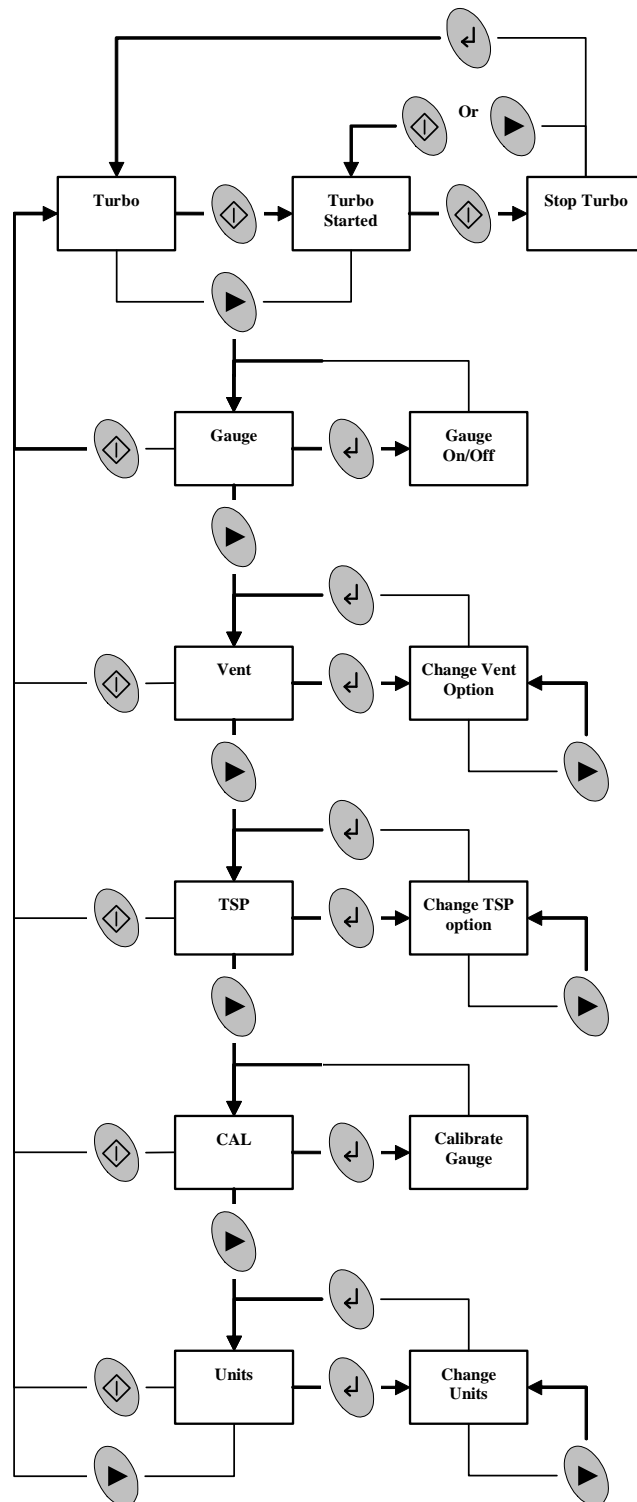 Or
Turbo
Turbo
Started
Stop Turbo
Gauge
Gauge
On/Off
Vent
Change Vent
Option
TSP
Change TSP
option
CAL
Calibrate
Gauge
Units
Change
Units